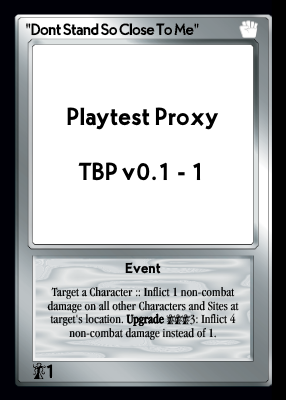 "Dont Stand So Close To Me"
Playtest Proxy
TBP v0.1 - 1
Event
Target a Character :: Inflict 1 non-combat
damage on all other Characters and Sites at
target's location. Upgrade 3: Inflict 4
non-combat damage instead of 1.
1